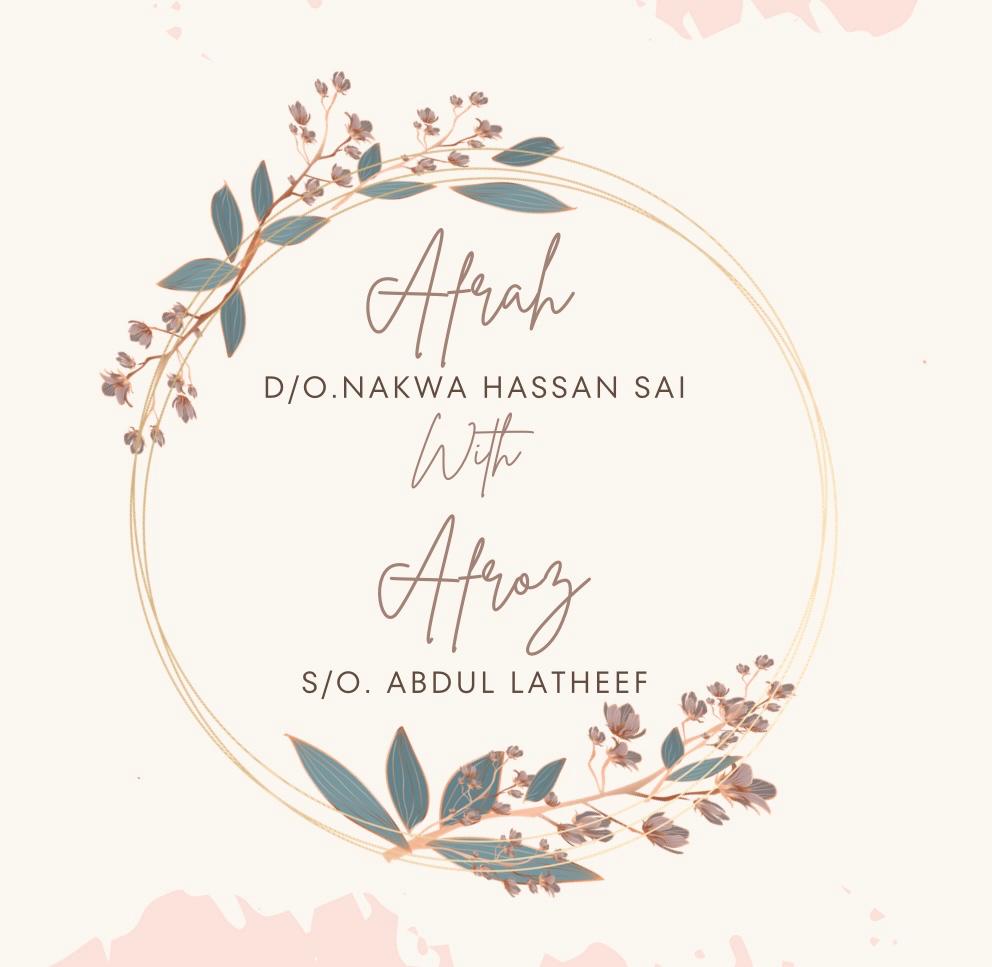 Afrah
D/O.NAKWA HASSAN SAI
With
Afroz
S/O. ABDUL LATHEEF